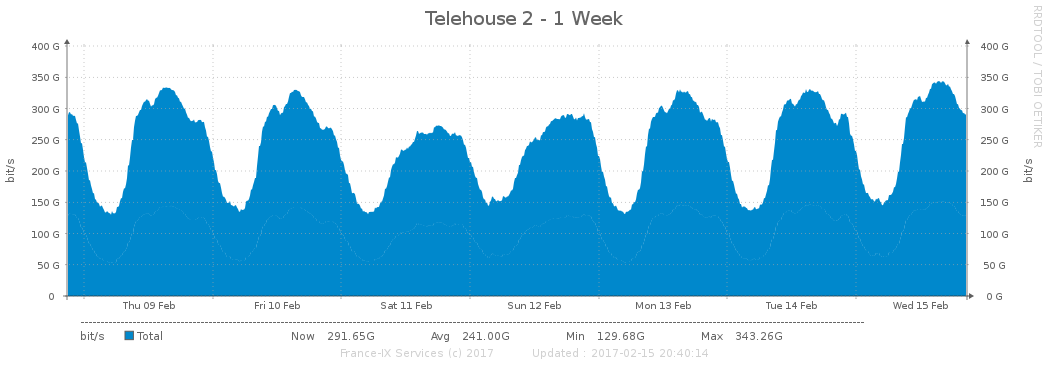 Telehouse 2 - 1 Week
RRDTOOL / TOBI OETIKER
400 G 400 G
350 G 350 G
300 G 300 G
250 G 250 G
200 G 200 G
150 G 150 G
100 G 100 G
50 G 50 G
0 0 G
bit/s bit/s
Thu 09 Feb Fri 10 Feb Sat 11 Feb Sun 12 Feb Mon 13 Feb Tue 14 Feb Wed 15 Feb
bit/s Total Now 291.65G Avg 241.00G Min 129.68G Max 343.26G
France-IX Services (c) 2017 Updated : 2017-02-15 20:40:14